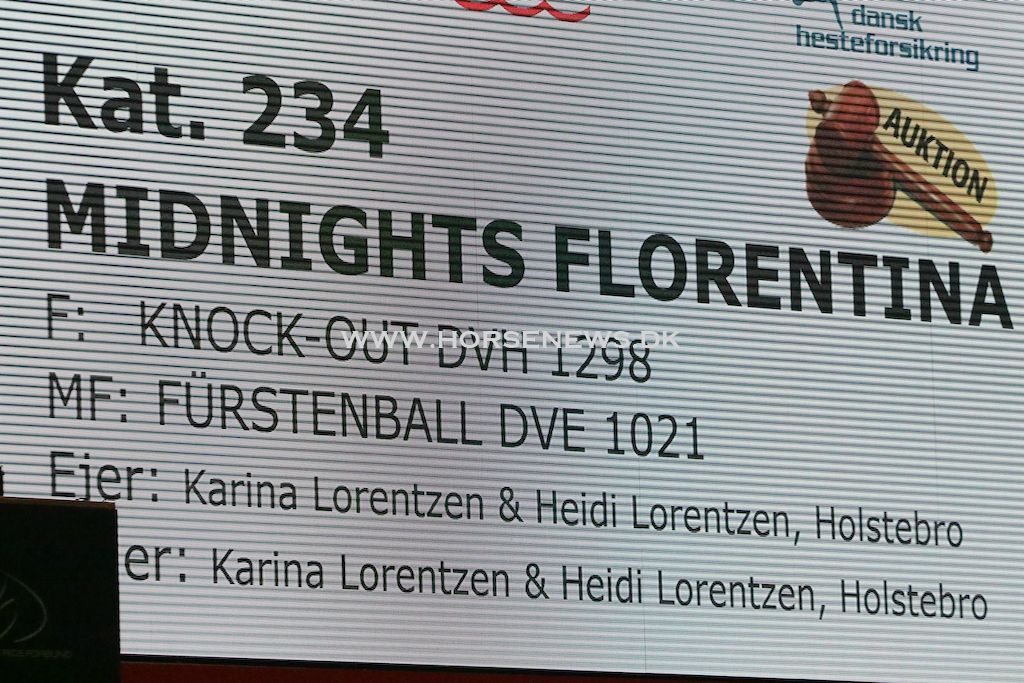 dansk
hesteforsikring
AUKTION
Kat. 234
MIDNIGHTS FLORENTINA
F: KNOCK-OUT DVH 1298
WWW.HORSENEWS.DK
MF: FÜRSTENBALL DVE 1021
Ejer: Karina Lorentzen & Heidi Lorentzen, Holstebro
er: Karina Lorentzen & Heidi Lorentzen, Holstebro